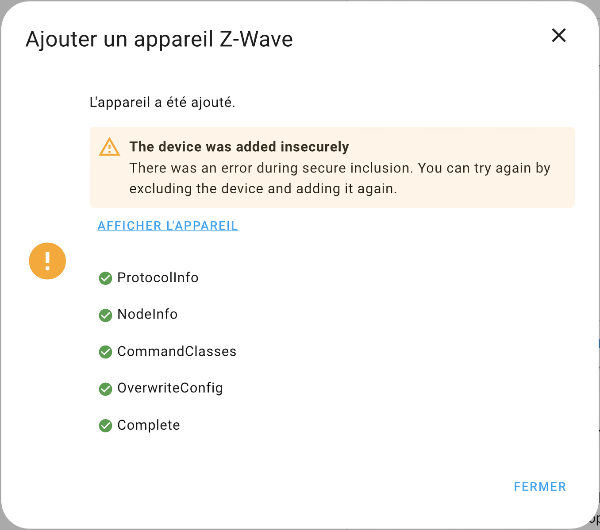 Ajouter un appareil Z-Wave
L'appareil a été ajouté.
The device was added insecurely
There was an error during secure inclusion. You can try again by
excluding the device and adding it again.
AFFICHER L'APPAREIL
ProtocolInfo
NodeInfo
CommandClasses
OverwriteConfig
Complete
FERMER